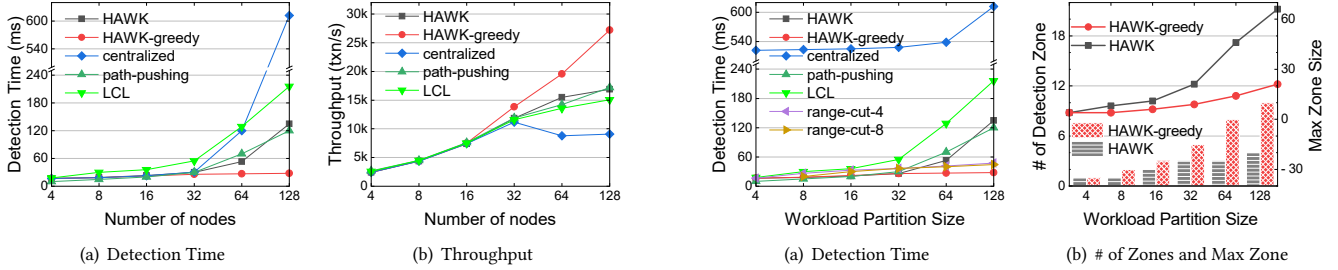 Detection Time (ms)
600
540
240
180
120
60
0
HAWK
HAWK-greedy
centralized
path-pushing
LCL
4 8 16 32 64 128
Number of nodes
(a) Detection Time
Throughput (txn/s)
30k
25k
20k
15k
10k
5k
0
HAWK
HAWK-greedy
centralized
path-pushing
LCL
4 8 16 32 64 128
Number of nodes
(b) Throughput
Detection Time (ms)
600
540
240
180
120
60
0
HAWK
HAWK-greedy
centralized
path-pushing
LCL
range-cut-4
range-cut-8
4 8 16 32 64 128
Workload Partition Size
(a) Detection Time
# of Detection Zone
20
16
12
8
4
0
HAWK-greedy
HAWK
HAWK-greedy
HAWK
4 8 16 32 64 128
Workload Partition Size
Max Zone Size
60
30
0
- 30
(b) # of Zones and Max Zone